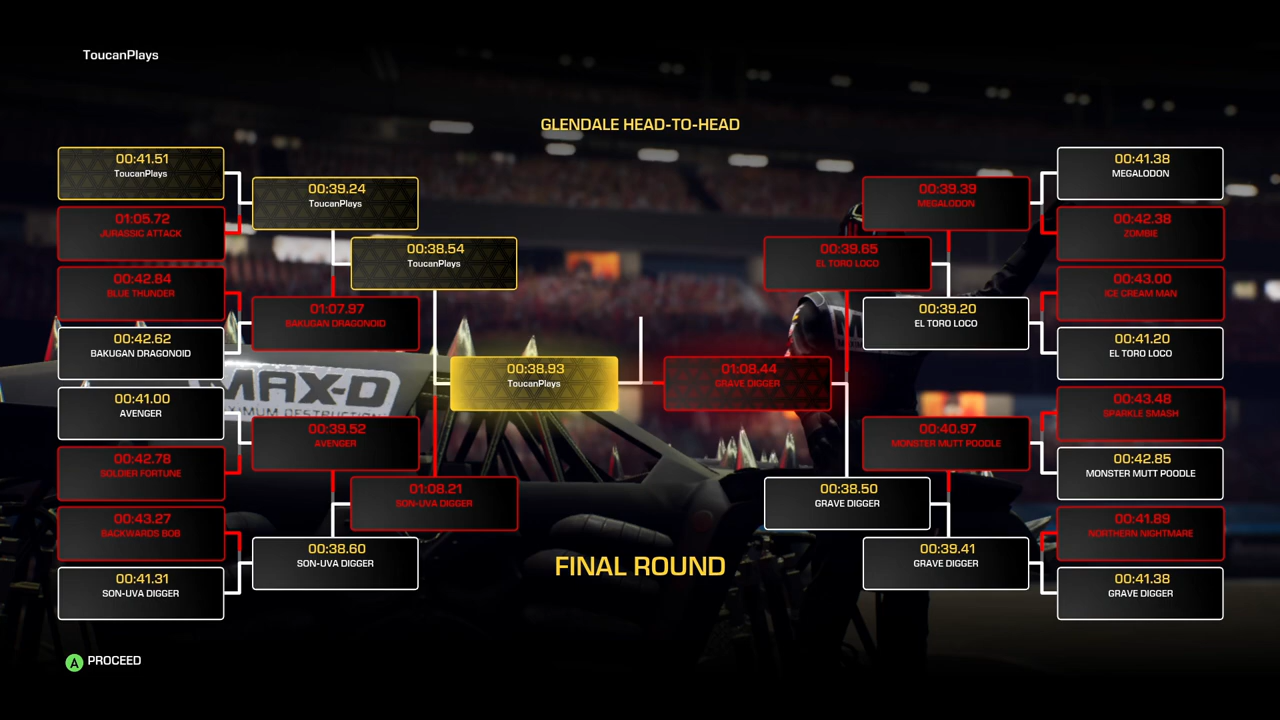 ToucanPlays
GLENDALE HEAD-TO-HEAD
00:41.51
ToucanPlays
01:05.72
JURASSIC ATTACK
00:42.84
BLUE THUNDER
00:42.62
BAKUGAN DRAGONOID
00:41.00
AVENGER
00:42.78
SOLDIER FORTUNE
00:43.27
BACKWARDS BOB
00:41.31
SON-UVA DIGGER
00:39.24
ToucanPlays
01:07.97
BAKUGAN DRAGONOID
00:39.52
AVENGER
00:38.60
SON-UVA DIGGER
00:38.54
ToucanPlays
01:08.21
SON-UVA DIGGER
00:38.93
ToucanPlays
01:08.44
GRAVE DIGGER
00:39.65
EL TORO LOCO
00:38.50
GRAVE DIGGER
00:39.39
MEGALODON
00:39.20
EL TORO LOCO
00:40.97
MONSTER MUTT POODLE
00:39.41
GRAVE DIGGER
00:41.38
MEGALODON
00:42.38
ZOMBIE
00:43.00
ICE CREAM MAN
00:41.20
EL TORO LOCO
00:43.48
SPARKLE SMASH
00:42.85
MONSTER MUTT POODLE
00:41.89
NORTHERN NIGHTMARE
00:41.38
GRAVE DIGGER
MAX-D
MAXIMUM DESTRUCTION
FINAL ROUND
A PROCEED